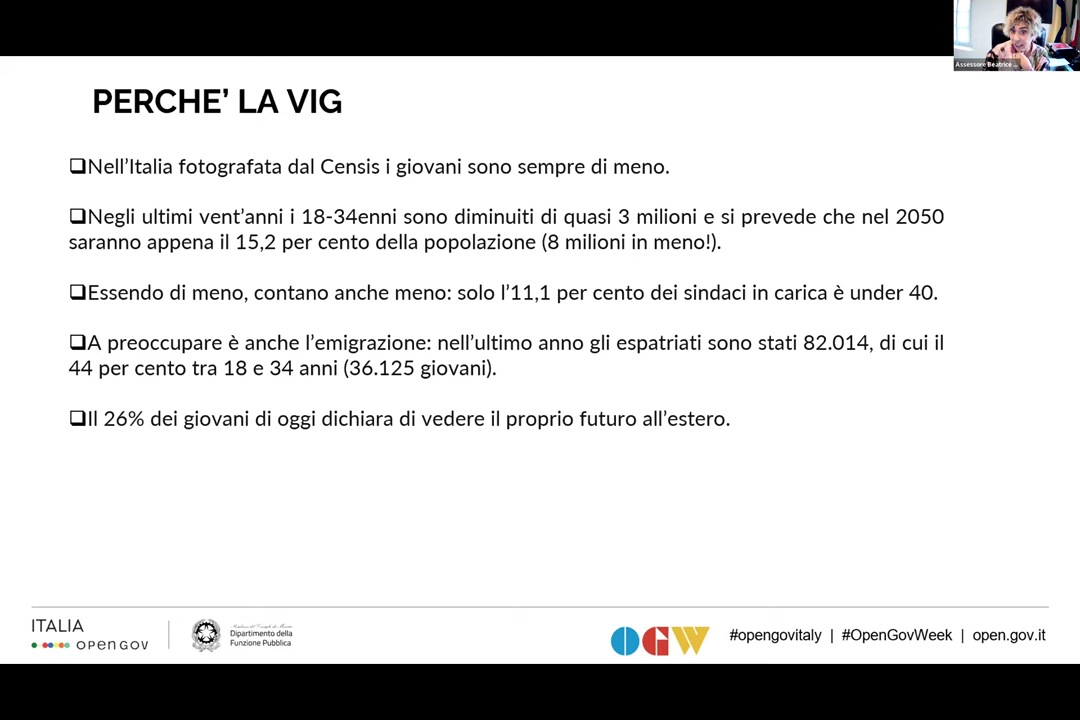 Assessore Beatrice ...
PERCHE’ LA VIG
❑Nell’Italia fotografata dal Censis i giovani sono sempre di meno.
❑Negli ultimi vent’anni i 18-34enni sono diminuiti di quasi 3 milioni e si prevede che nel 2050
saranno appena il 15,2 per cento della popolazione (8 milioni in meno!).
❑Essendo di meno, contano anche meno: solo l’11,1 per cento dei sindaci in carica è under 40.
❑A preoccupare è anche l’emigrazione: nell’ultimo anno gli espatriati sono stati 82.014, di cui il
44 per cento tra 18 e 34 anni (36.125 giovani).
❑Il 26% dei giovani di oggi dichiara di vedere il proprio futuro all’estero.
ITALIA
OPEN GOV
Dipartimento della
Funzione Pubblica
OGW
#opengovitaly | #OpenGovWeek | open.gov.it